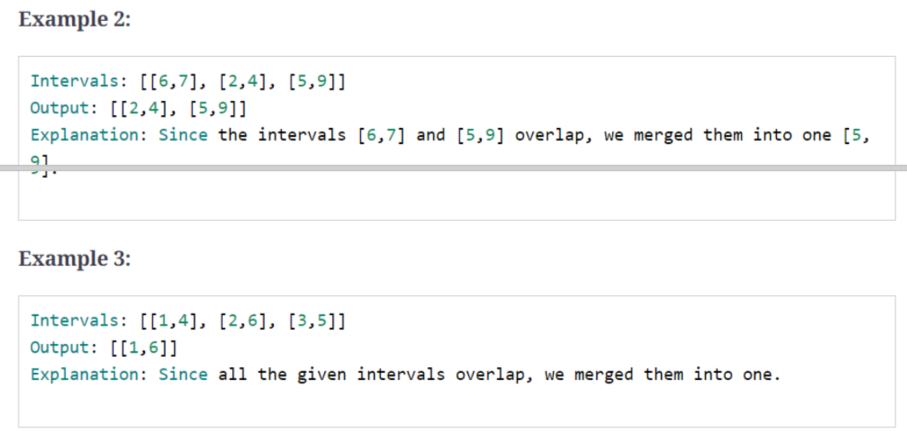 Example 2:
Intervals: [[6,7], [2,4], [5,9]]
Output: [[2,4], [5,9]]
Explanation: Since the intervals [6,7] and [5,9] overlap, we merged them into one [5,
9].
Example 3:
Intervals: [[1,4], [2,6], [3,5]]
Output: [[1,6]]
Explanation: Since all the given intervals overlap, we merged them into one.